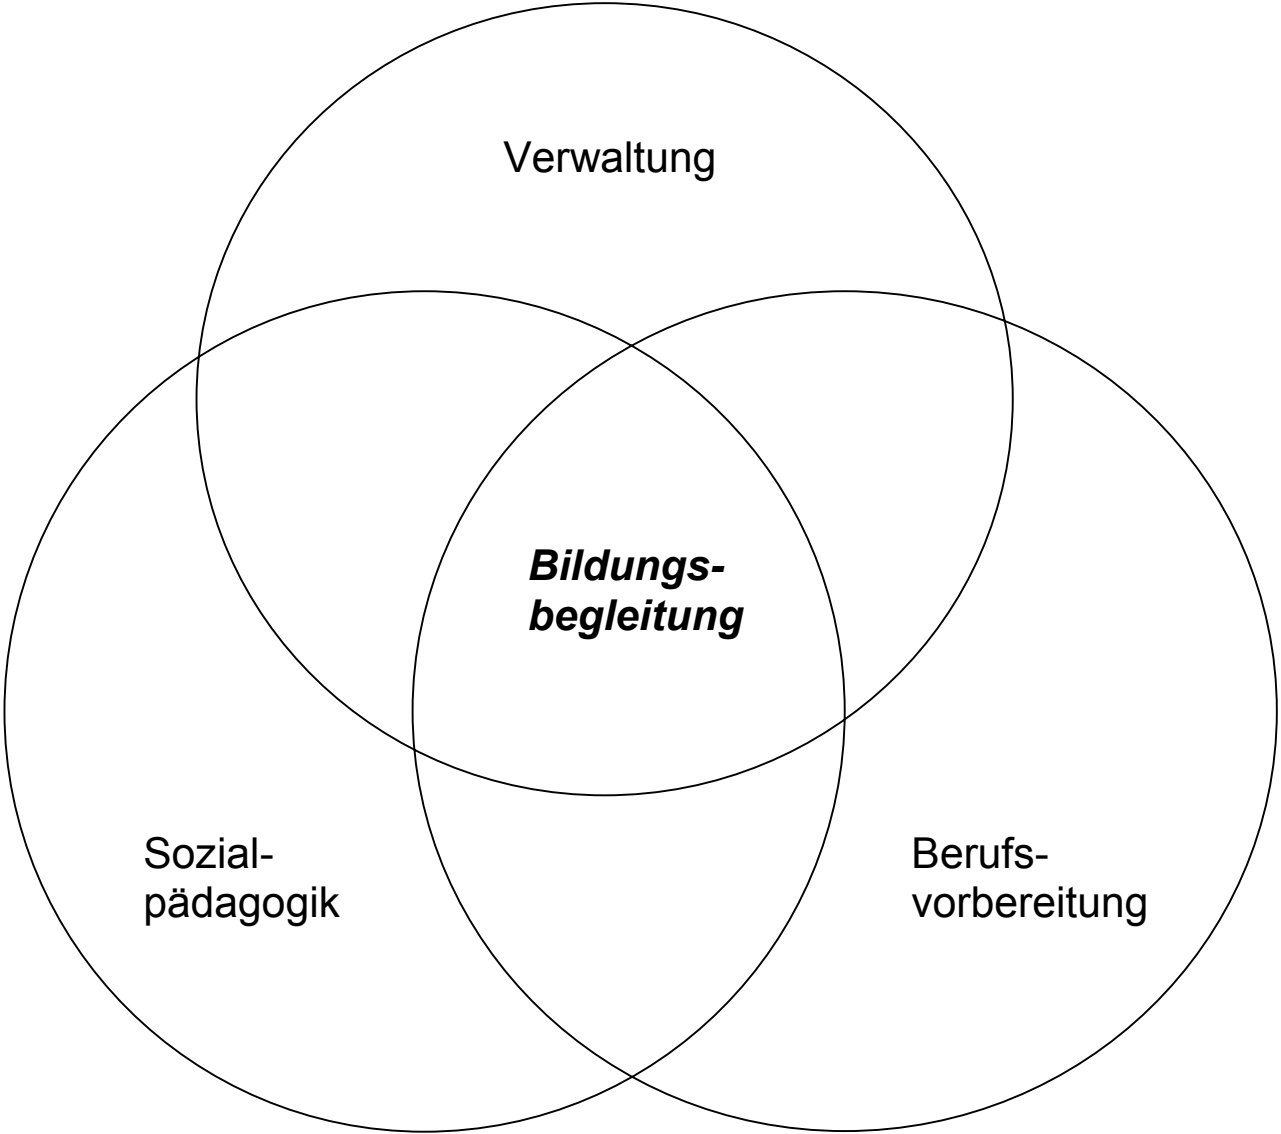 Verwaltung
Bildungs-
begleitung
Sozial-
pädagogik
Berufs-
vorbereitung